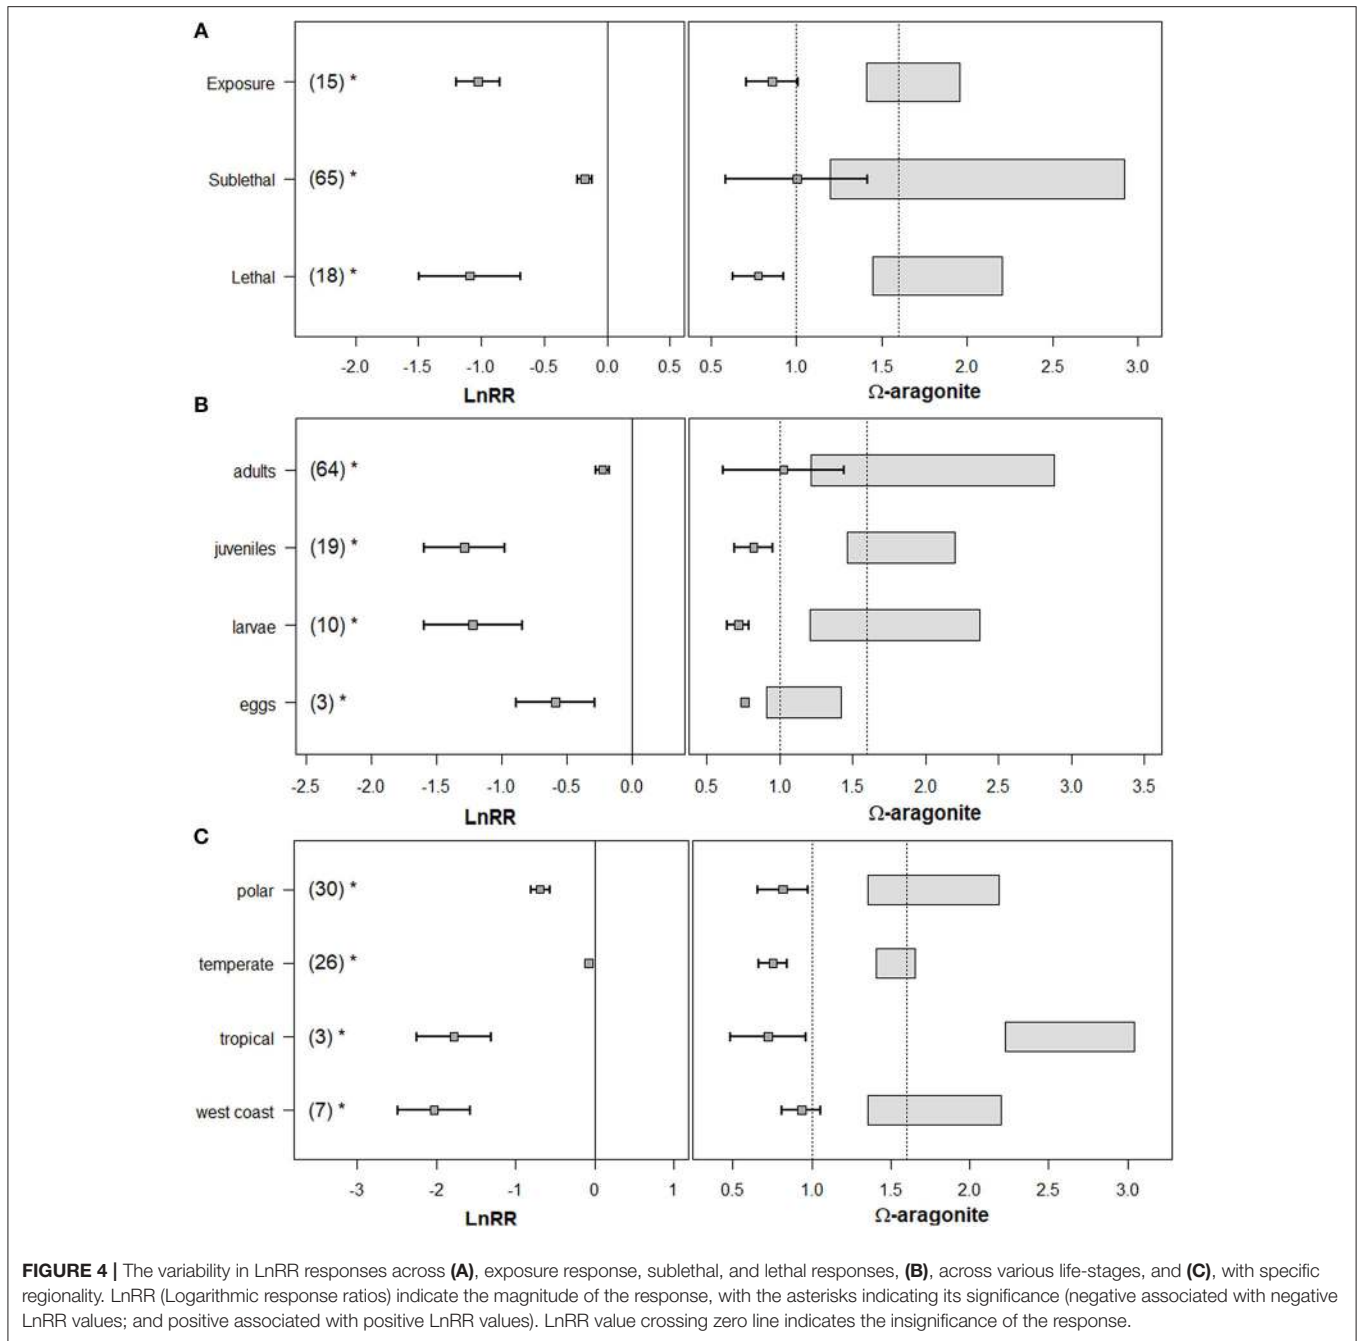 A
Exposure (15) *
Sublethal (65) *
Lethal (18) *
-2.0 -1.5 -1.0 -0.5 0.0 0.5
LnRR
0.5 1.0 1.5 2.0 2.5 3.0
Ω-aragonite
B
adults (64) *
juveniles (19) *
larvae (10) *
eggs (3) *
-2.5 -2.0 -1.5 -1.0 -0.5 0.0
LnRR
0.5 1.0 1.5 2.0 2.5 3.0 3.5
Ω-aragonite
C
polar (30) *
temperate (26) *
tropical (3) *
west coast (7) *
-3 -2 -1 0 1
LnRR
0.5 1.0 1.5 2.0 2.5 3.0
Ω-aragonite
FIGURE 4 | The variability in LnRR responses across (A), exposure response, sublethal, and lethal responses, (B), across various life-stages, and (C), with specific
regionality. LnRR (Logarithmic response ratios) indicate the magnitude of the response, with the asterisks indicating its significance (negative associated with negative
LnRR values; and positive associated with positive LnRR values). LnRR value crossing zero line indicates the insignificance of the response.